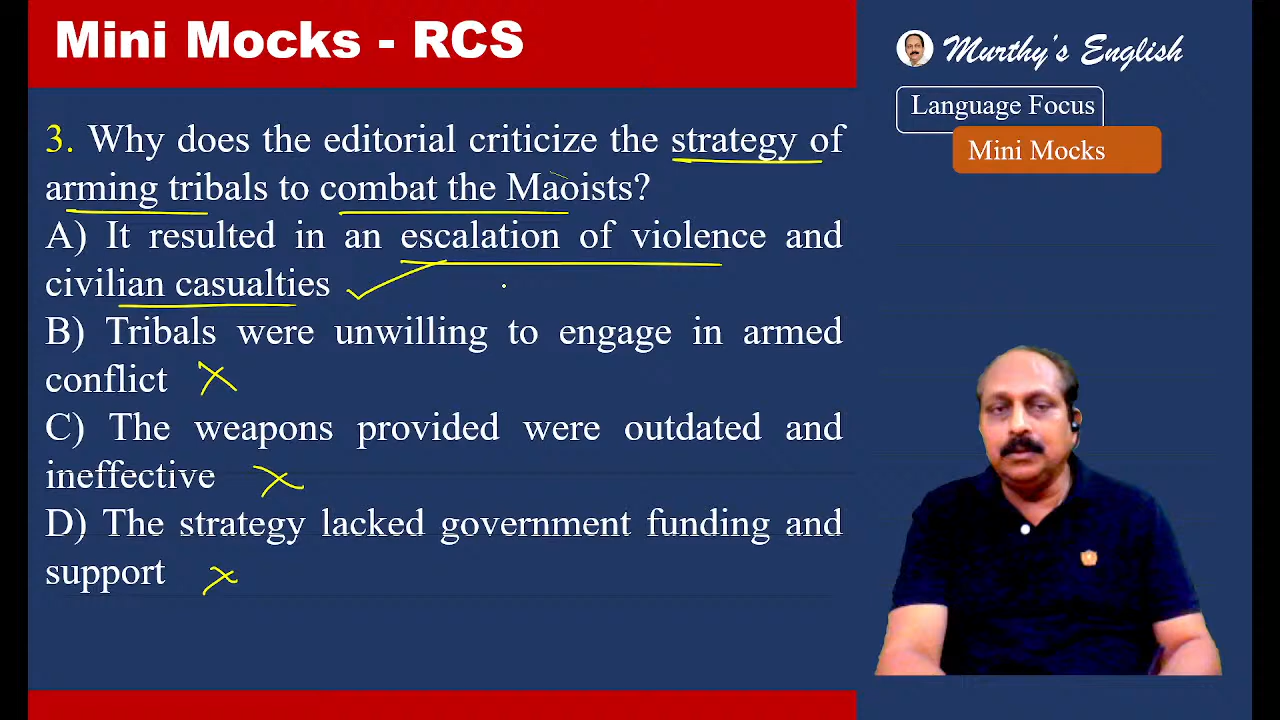 Mini Mocks - RCS
Murthy's English
Language Focus
Mini Mocks
3. Why does the editorial criticize the strategy of
arming tribals to combat the Maoists?
A) It resulted in an escalation of violence and
civilian casualties
B) Tribals were unwilling to engage in armed
conflict
C) The weapons provided were outdated and
ineffective
D) The strategy lacked government funding and
support